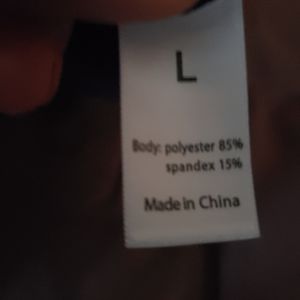 L
Body: polyester 85%
spandex 15%
Made in China